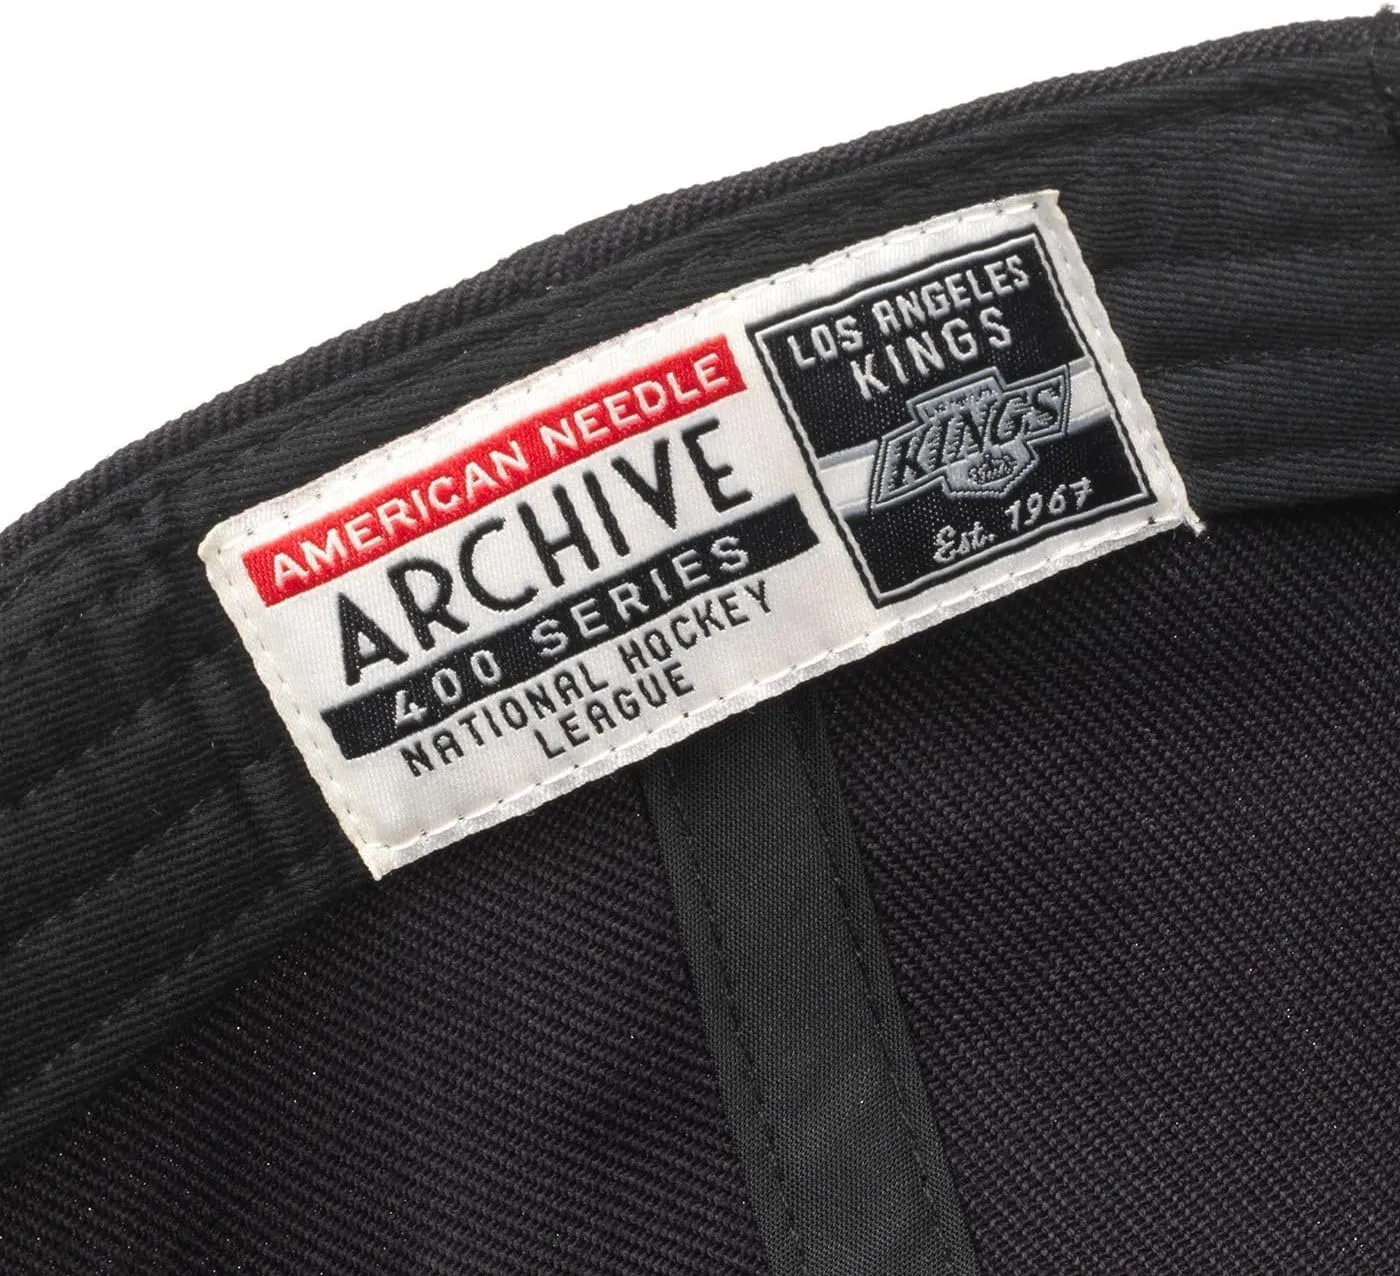 AMERICAN NEEDLE
ARCHIVE
400 SERIES
NATIONAL HOCKEY
LEAGUE
LOS ANGELES
KINGS
KINGS
Est. 1967